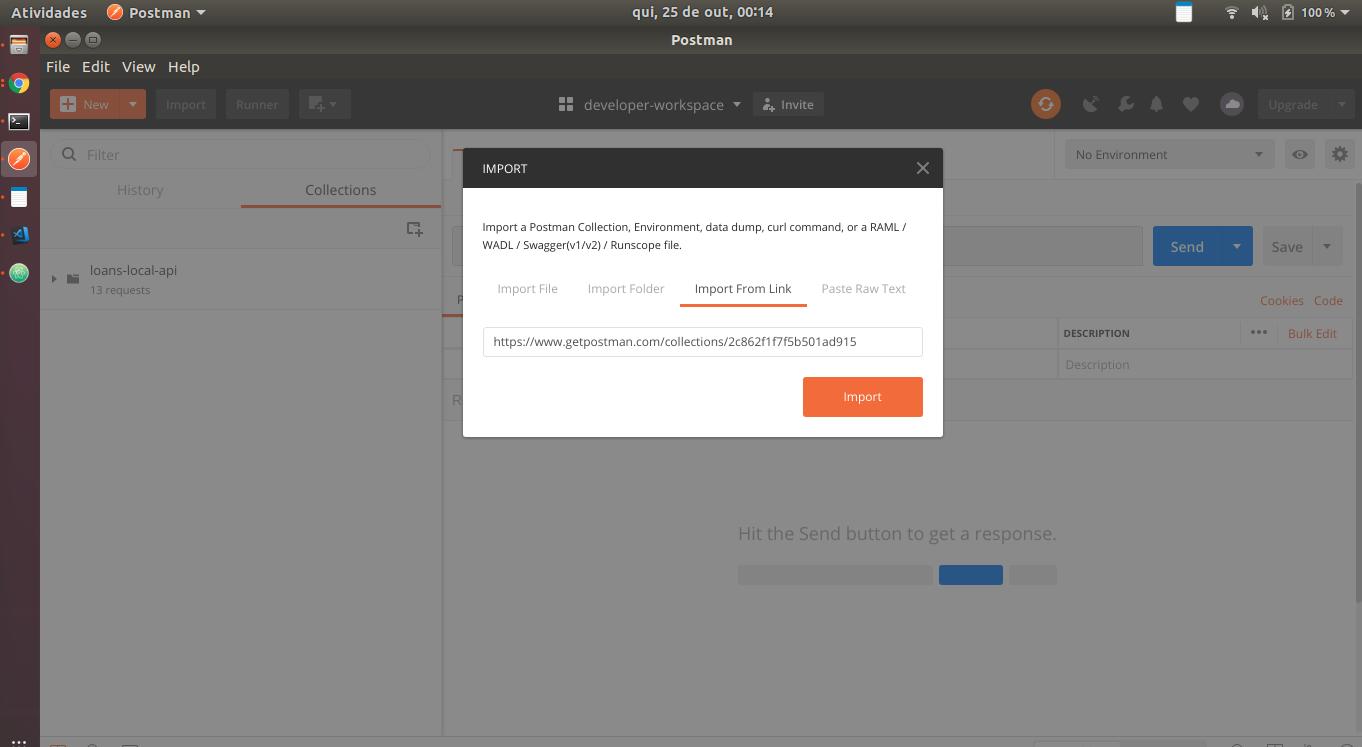 Atividades
Postman
qui, 25 de out, 00:14
100 %
Postman
File Edit View Help
New
Import
Runner
developer-workspace
Invite
Upgrade
Filter
No Environment
History
Collections
loans-local-api
13 requests
IMPORT
Import a Postman Collection, Environment, data dump, curl command, or a RAML /
WADL / Swagger(v1/v2) / Runscope file.
Import File
Import Folder
Import From Link
Paste Raw Text
https://www.getpostman.com/collections/2c862f1f7f5b501ad915
Import
Send
Save
Cookies Code
DESCRIPTION
Bulk Edit
Description
Hit the Send button to get a response.